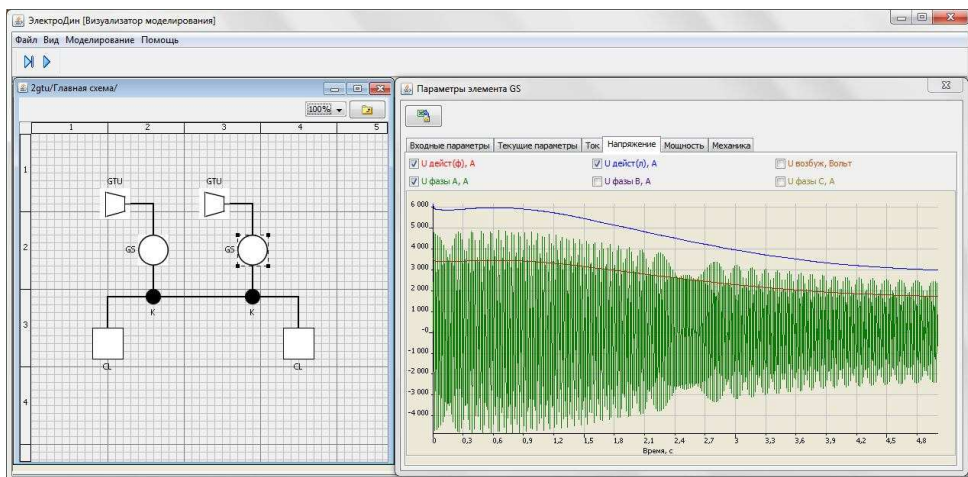 ЭлектроДин [Визуализатор моделирования]
Файл Вид Моделирование Помощь
2gtu/Главная схема/
100%
1 2 3 4 5
1
2
3
4
GTU GTU
GS GS
K K
CL CL
Параметры элемента GS
Входные параметры Текущие параметры Ток Напряжение Мощность Механика
U дейст(ф), А U дейст(л), А U возбуж, Вольт
U фазы A, А U фазы B, А U фазы C, А
6 000
5 000
4 000
3 000
2 000
1 000
-0
-1 000
-2 000
-3 000
-4 000
0 0,3 0,6 0,9 1,2 1,5 1,8 2,1 2,4 2,7 3 3,3 3,6 3,9 4,2 4,5 4,8
Время, с